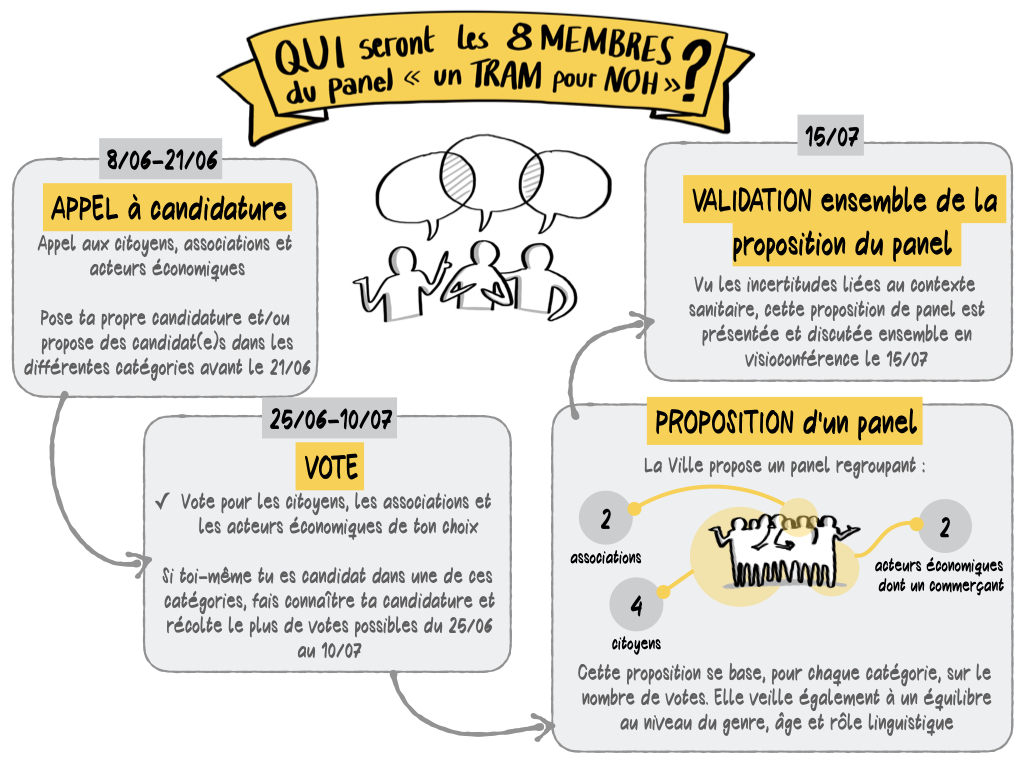 QUI seront les 8 MEMBRES
du panel « un TRAM pour NOH » ?
8/06-21/06
APPEL à candidature
Appel aux citoyens, associations et
acteurs économiques
Pose ta propre candidature et/ou
propose des candidat(e)s dans les
différentes catégories avant le 21/06
25/06-10/07
VOTE
✓ Vote pour les citoyens, les associations et
les acteurs économiques de ton choix
Si toi-même tu es candidat dans une de ces
catégories, fais connaître ta candidature et
récolte le plus de votes possibles du 25/06
au 10/07
PROPOSITION d'un panel
La Ville propose un panel regroupant :
2
associations
4
citoyens
2
acteurs économiques
dont un commerçant
Cette proposition se base, pour chaque catégorie, sur le
nombre de votes. Elle veille également à un équilibre
au niveau du genre, âge et rôle linguistique
15/07
VALIDATION ensemble de la
proposition du panel
Vu les incertitudes liées au contexte
sanitaire, cette proposition de panel est
présentée et discutée ensemble en
visioconférence le 15/07